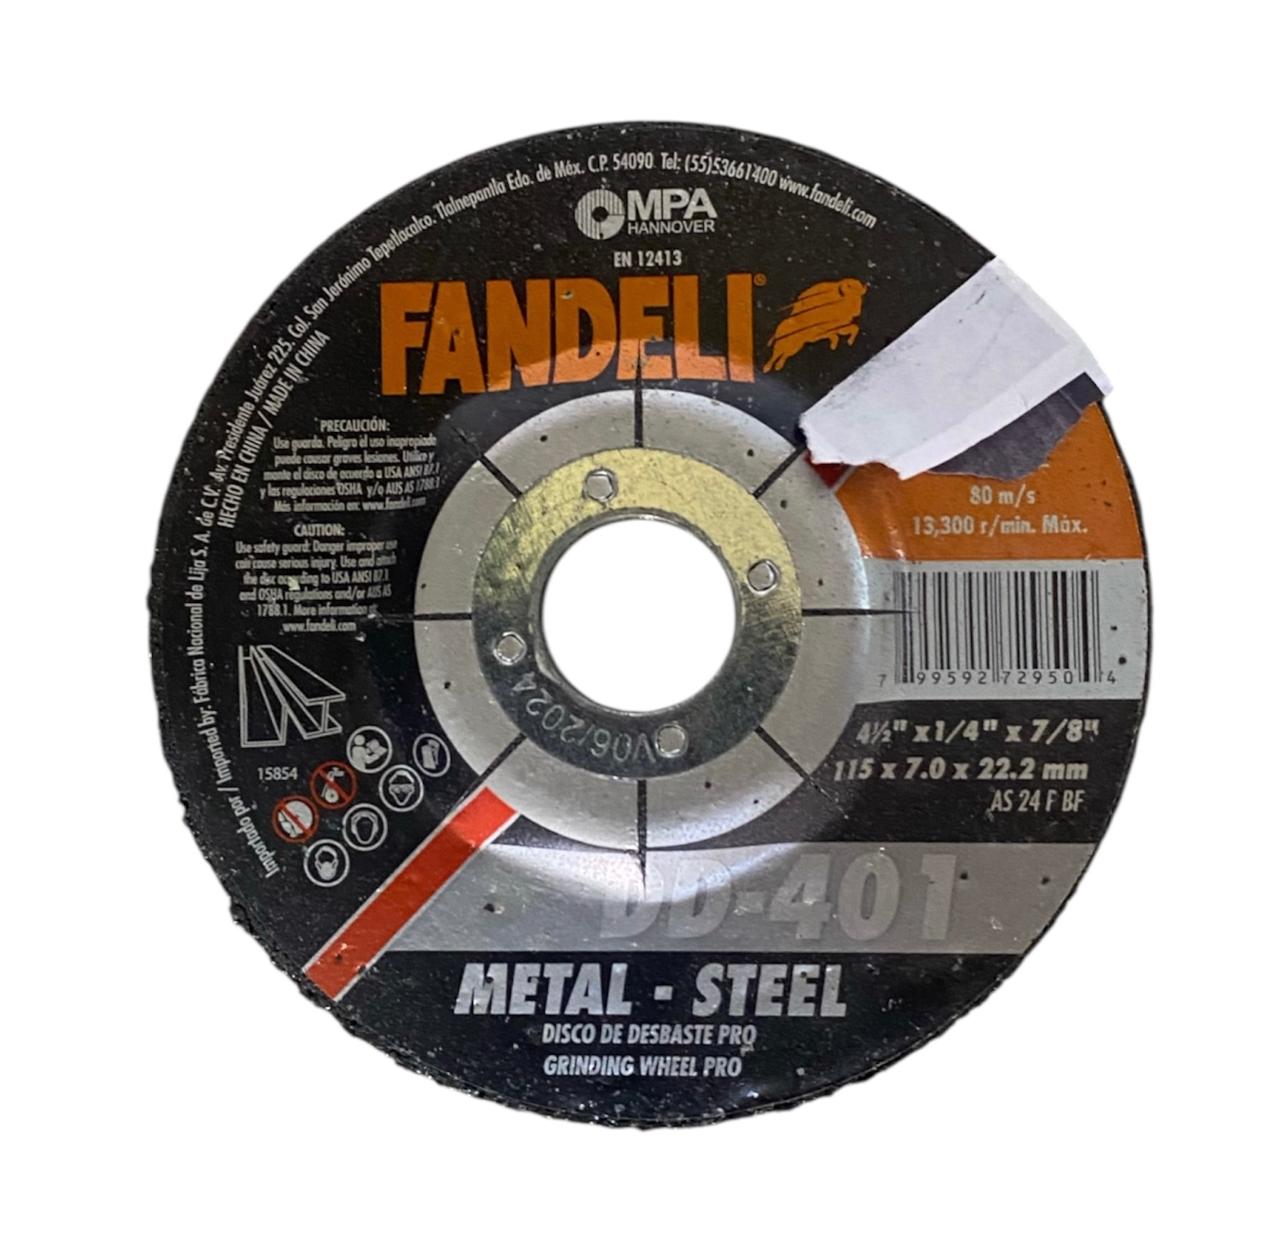 Importado por / Imported by: Fábrica Nacional de Lija S. A. de C.V. Av. Presidente Juárez 225. Col. San Jerónimo Tepetlacalco. Tlalnepantla Edo. de Méx. C.P. 54090 Tel: (55)53661400 www.fandeli.com
HECHO EN CHINA / MADE IN CHINA
MPA
HANNOVER
EN 12413
FANDELI®
PRECAUCIÓN:
Use guarda. Peligro el uso inapropiado
puede causar graves lesiones. Utilice y
monte el disco de acuerdo a USA ANSI B7.1
y las regulaciones OSHA y/o AUS AS 1788.1
Más información en: www.fandeli.com
CAUTION:
Use safety guard: Danger improper use
can cause serious injury. Use and attach
the disc according to USA ANSI B7.1
and OSHA regulations and/or AUS AS
1788.1. More information at:
www.fandeli.com
80 m/s
13,300 r/min. Máx.
7 99592 72950 4
4½" x1/4" x 7/8"
115 x 7.0 x 22.2 mm
AS 24 F BF
V06/2024
15854
DD-401
METAL - STEEL
DISCO DE DESBASTE PRO
GRINDING WHEEL PRO